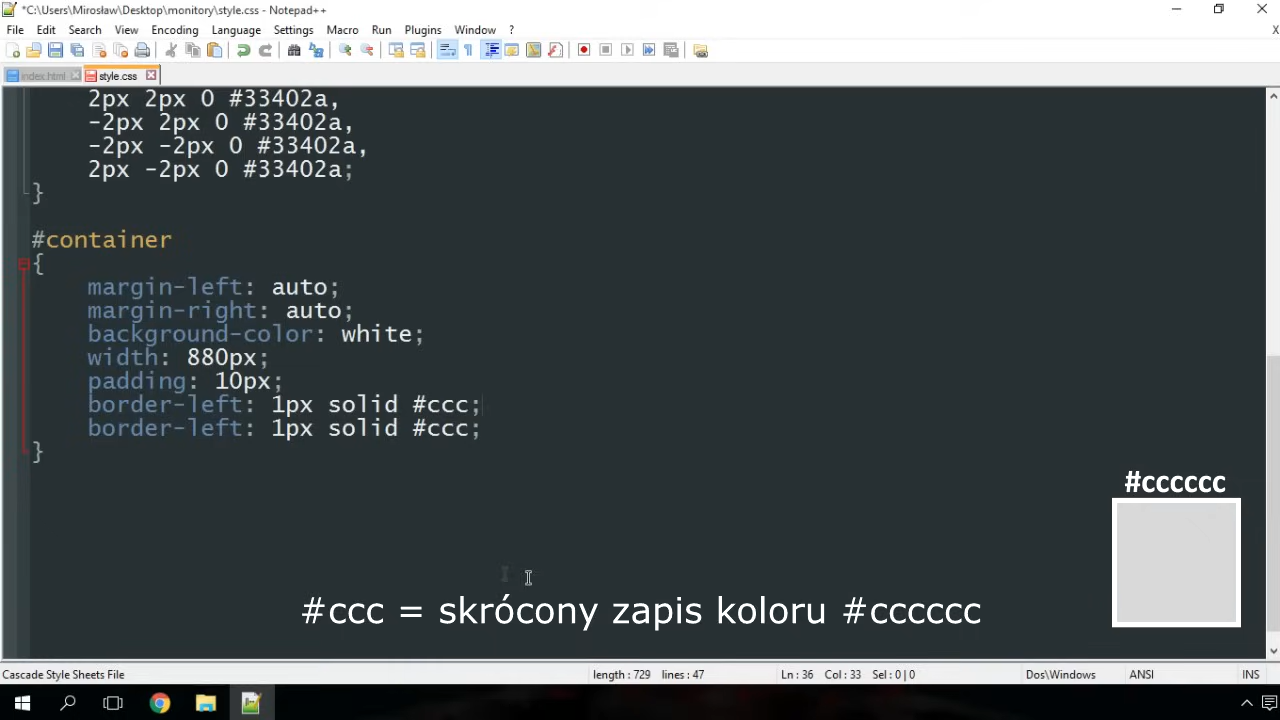 *C:\Users\Mirosław\Desktop\monitory\style.css - Notepad++
File Edit Search View Encoding Language Settings Macro Run Plugins Window ?
X
index.html style.css
2px 2px 0 #33402a,
-2px 2px 0 #33402a,
-2px -2px 0 #33402a,
2px -2px 0 #33402a;
}
#container
{
margin-left: auto;
margin-right: auto;
background-color: white;
width: 880px;
padding: 10px;
border-left: 1px solid #ccc;
border-left: 1px solid #ccc;
}
#cccccc
#ccc = skrócony zapis koloru #cccccc
Cascade Style Sheets File length : 729 lines : 47 Ln : 36 Col : 33 Sel : 0 | 0 Dos\Windows ANSI INS